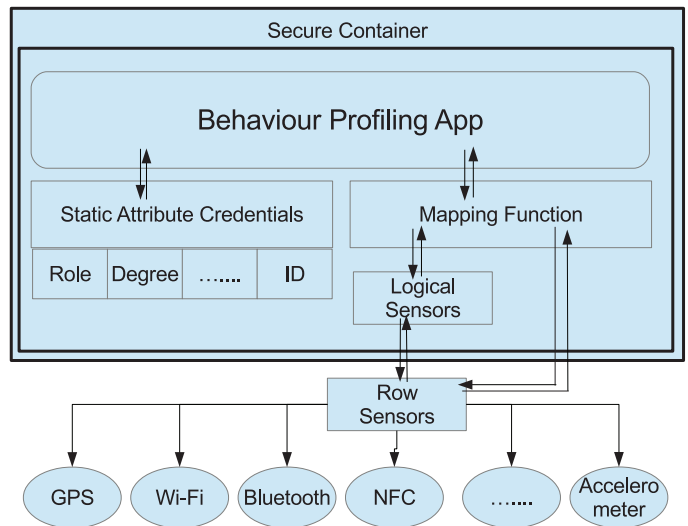 Secure Container
Behaviour Profiling App
Static Attribute Credentials
Mapping Function
Role
Degree
.......
ID
Logical
Sensors
Row
Sensors
GPS
Wi-Fi
Bluetooth
NFC
.......
Accelero
meter